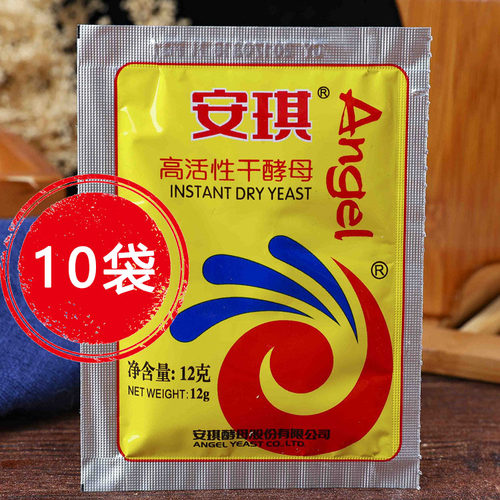 安琪®
Angel®
高活性干酵母
INSTANT DRY YEAST
10袋
净含量: 12克
NET WEIGHT: 12g
安琪酵母股份有限公司
ANGEL YEAST CO., LTD.